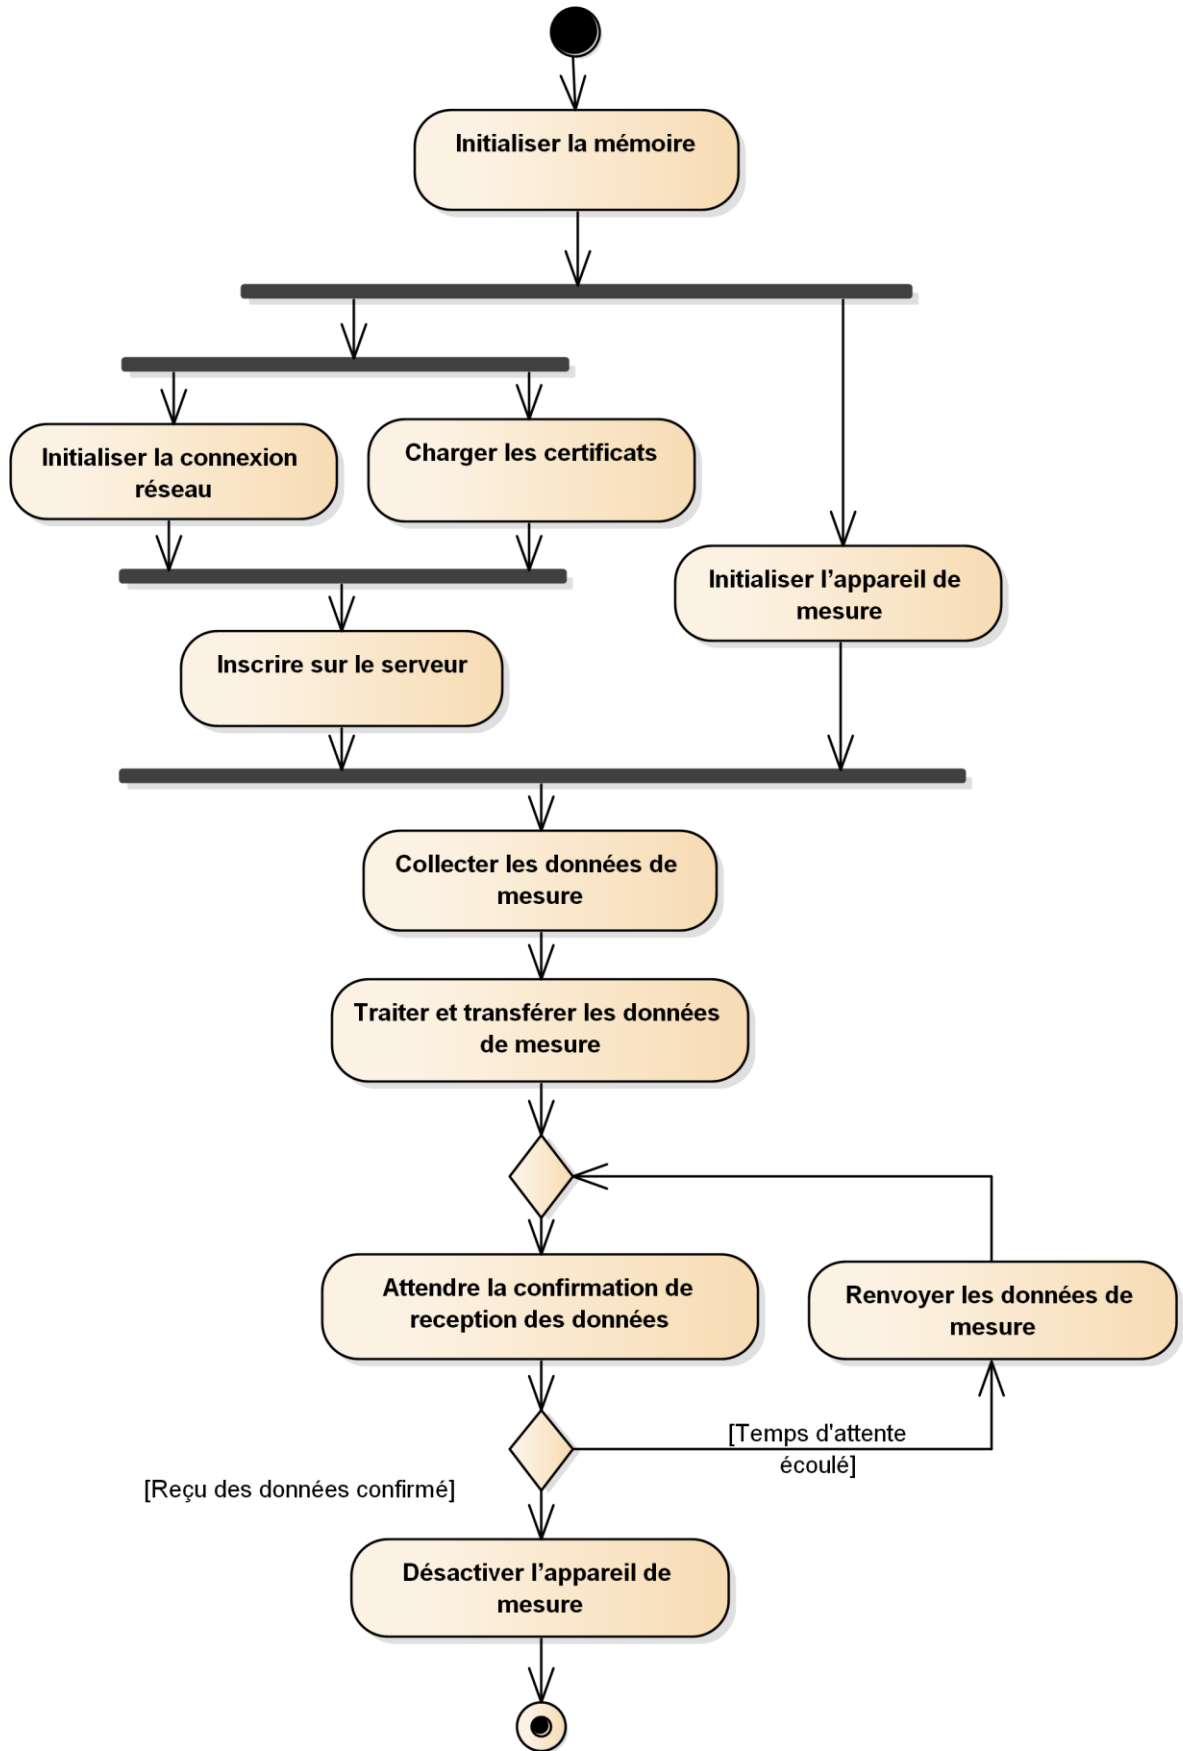 Initialiser la mémoire
Initialiser la connexion
réseau
Charger les certificats
Initialiser l’appareil de
mesure
Inscrire sur le serveur
Collecter les données de
mesure
Traiter et transférer les données
de mesure
Attendre la confirmation de
reception des données
Renvoyer les données de
mesure
[Temps d'attente
écoulé]
[Reçu des données confirmé]
Désactiver l’appareil de
mesure